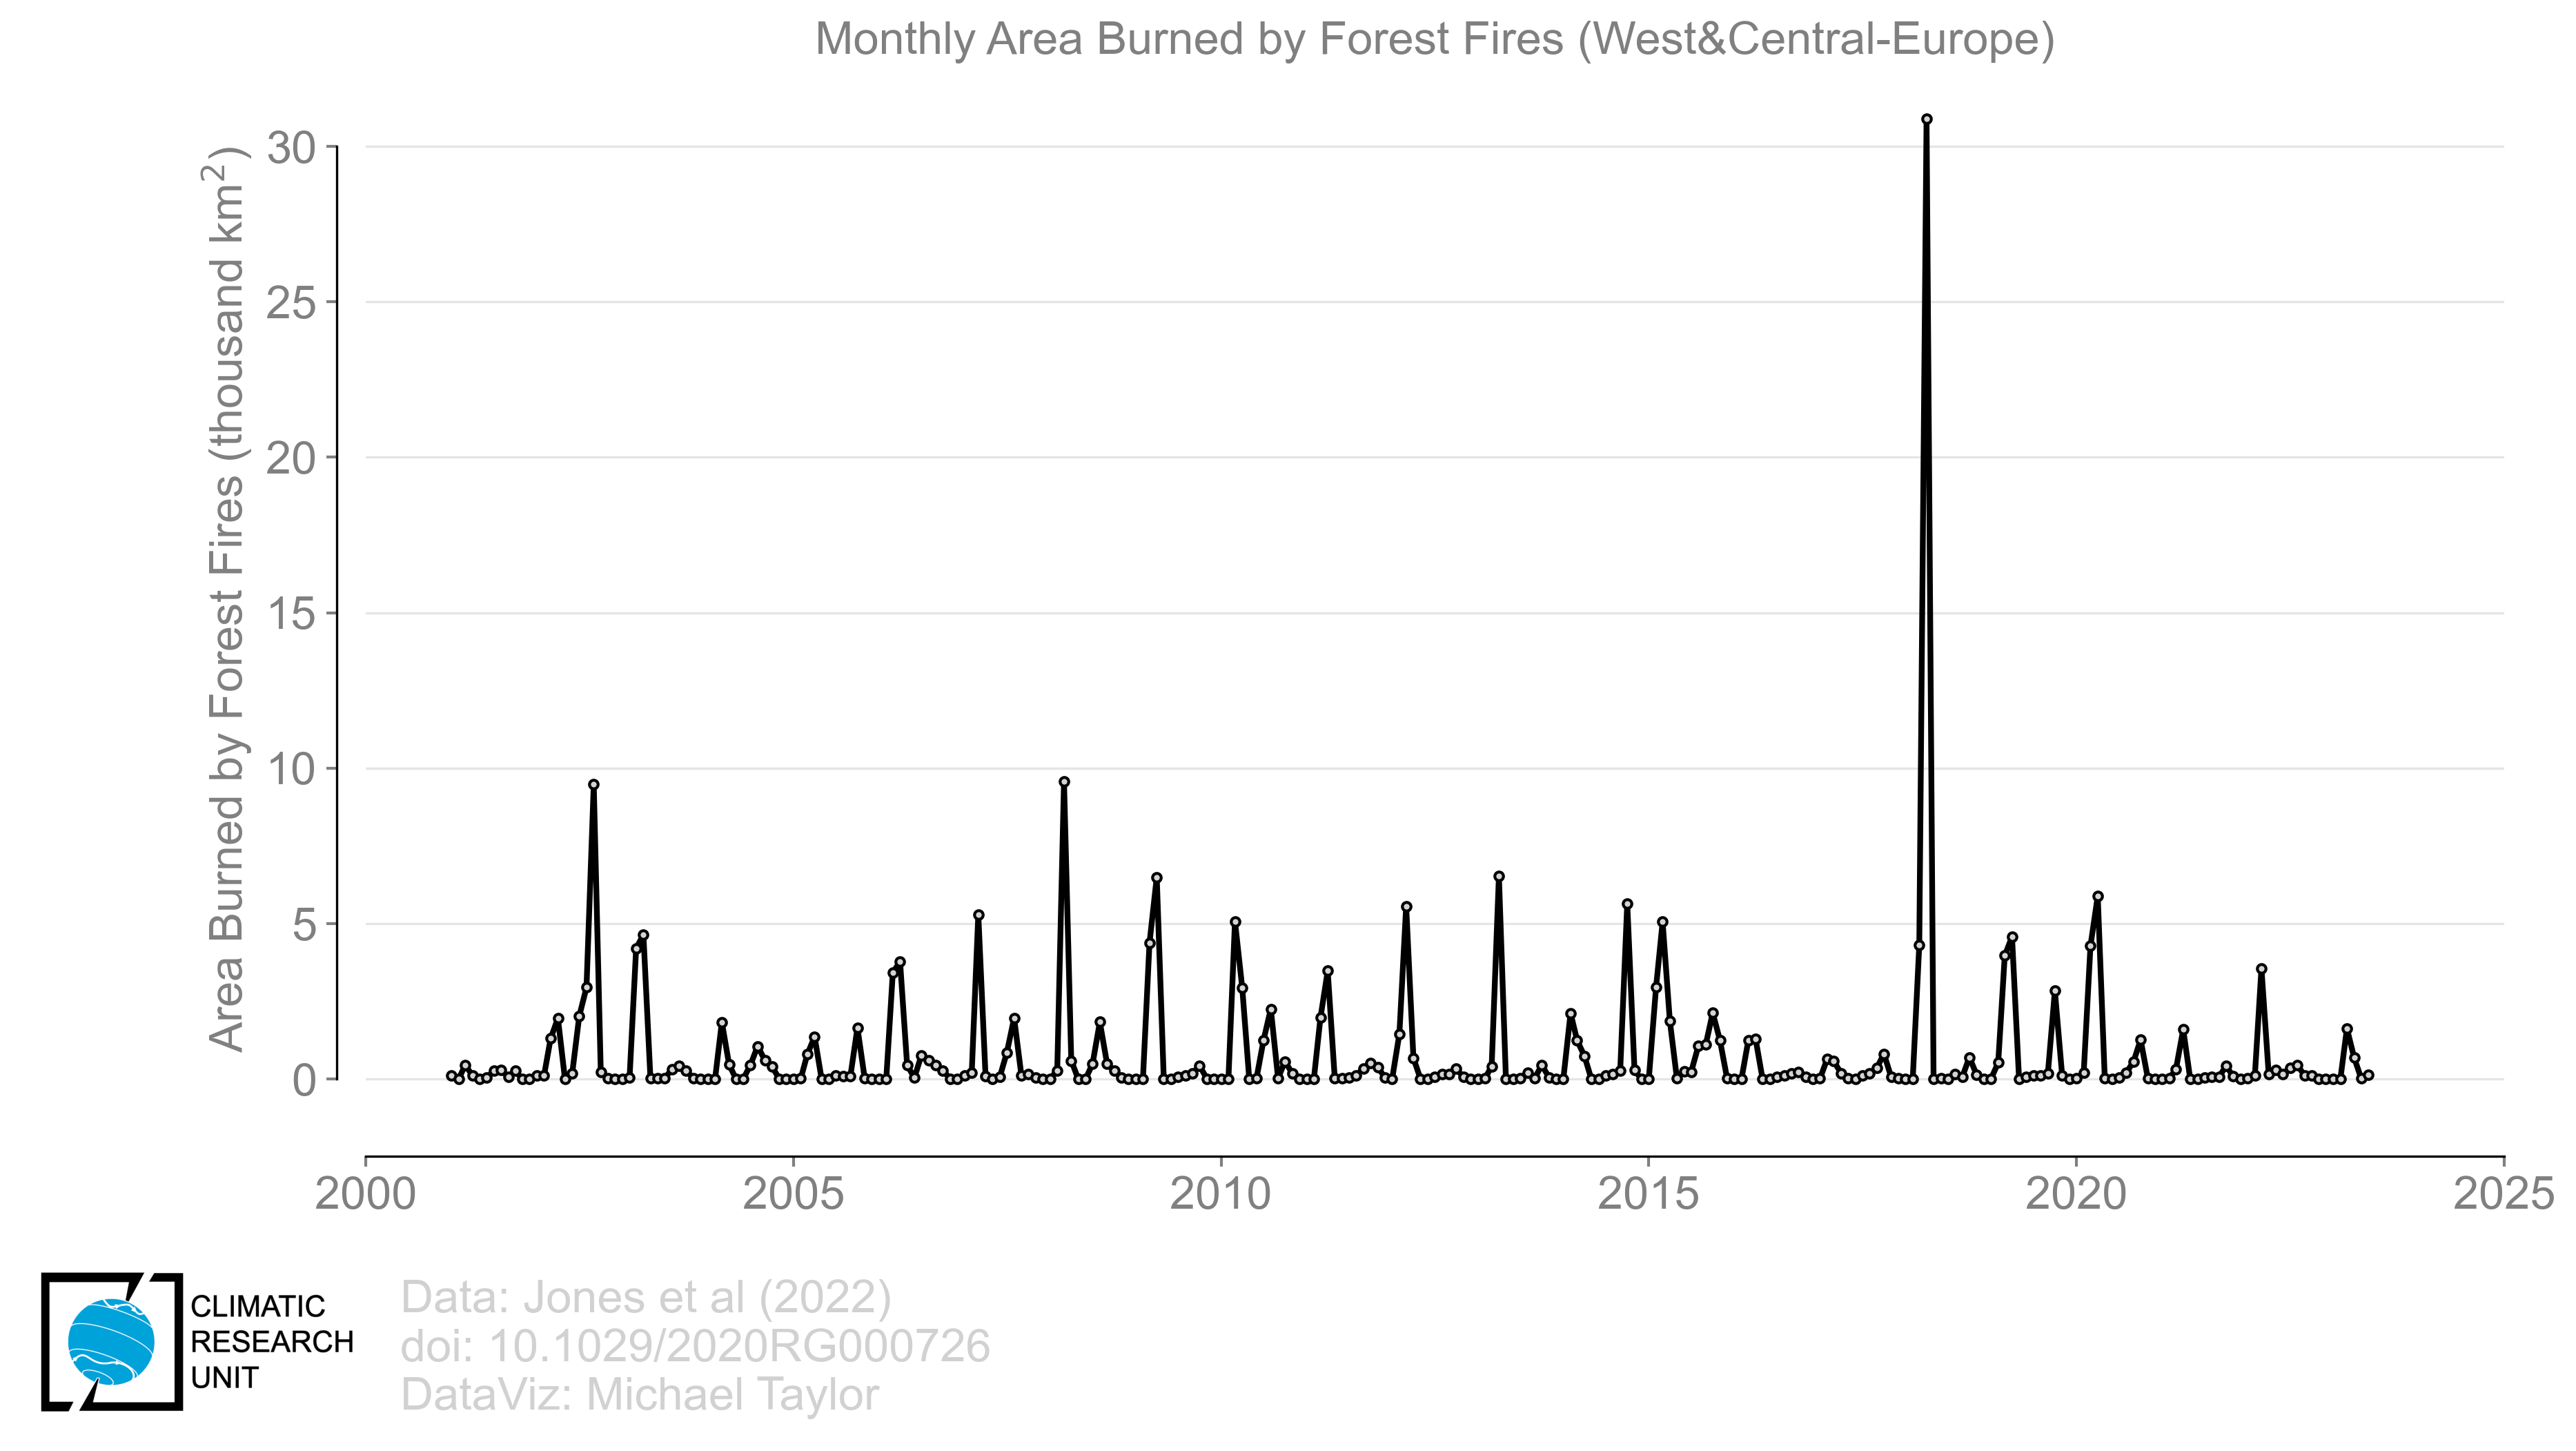 Monthly Area Burned by Forest Fires (West&Central-Europe)
Area Burned by Forest Fires (thousand km²)
30
25
20
15
10
5
0
2000 2005 2010 2015 2020 2025
CLIMATIC
RESEARCH
UNIT
Data: Jones et al (2022)
doi: 10.1029/2020RG000726
DataViz: Michael Taylor